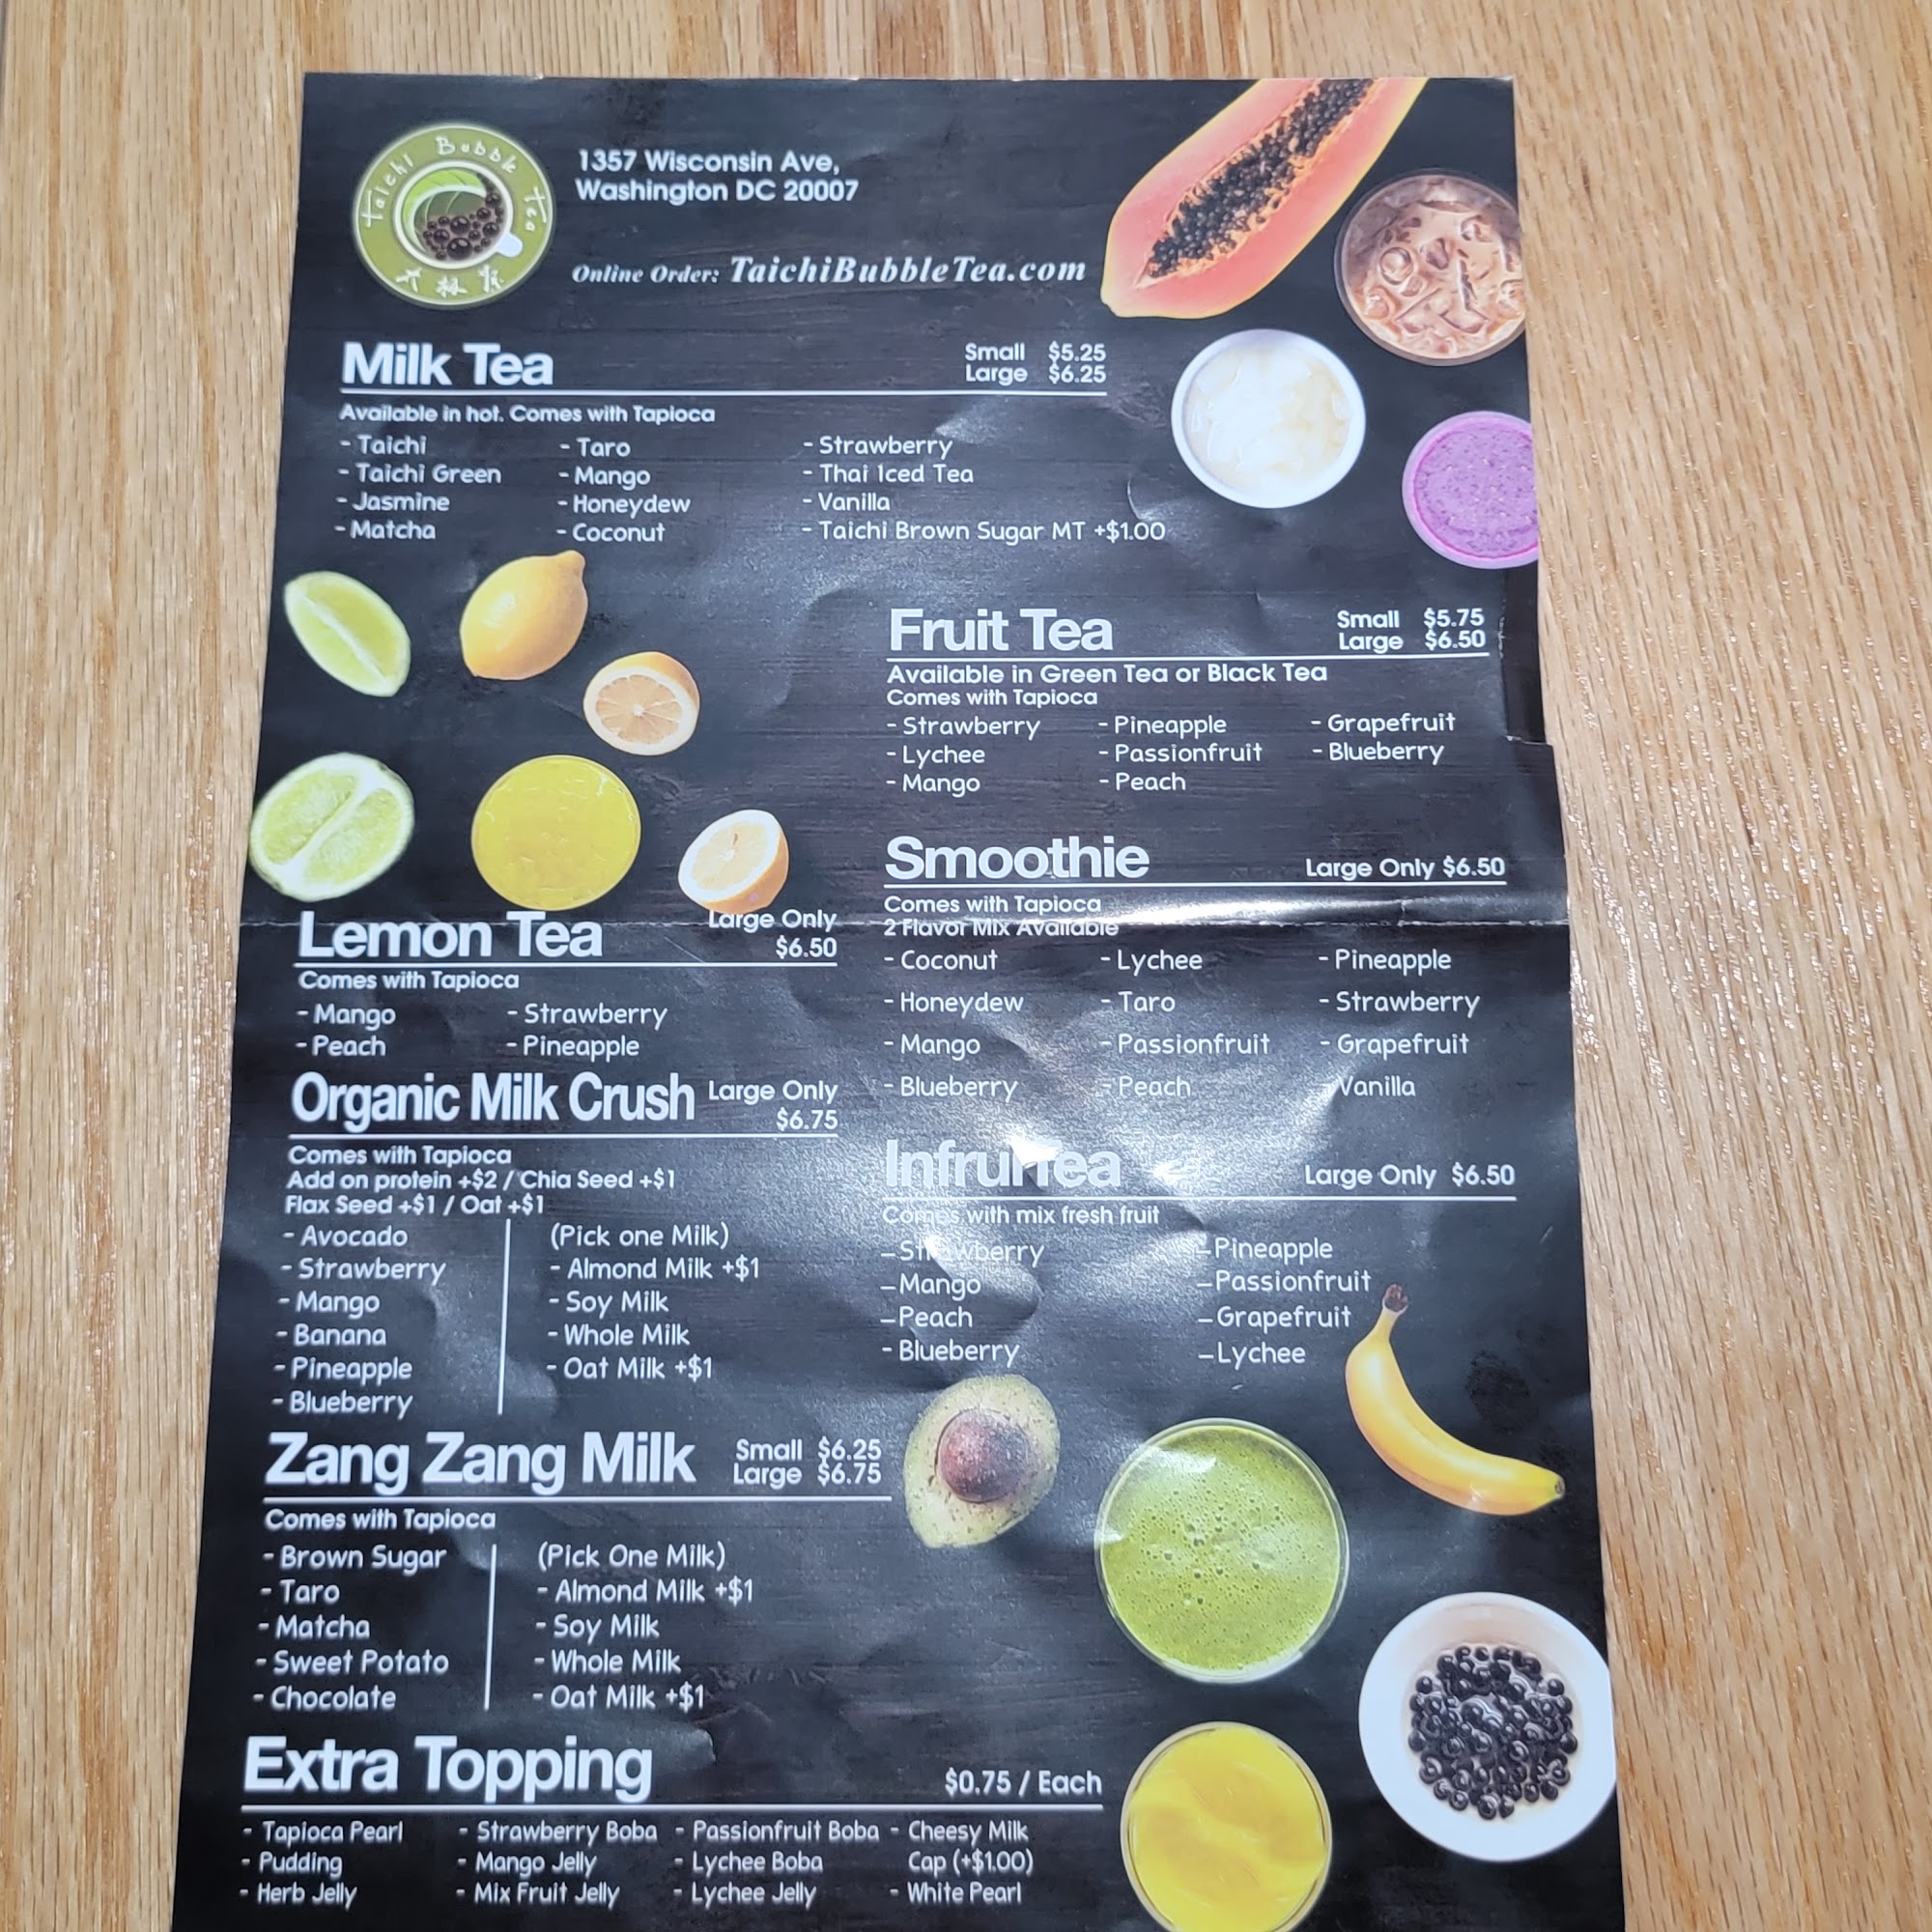 Taichi Bubble Tea
1357 Wisconsin Ave,
Washington DC 20007
Online Order: TaichiBubbleTea.com
Milk Tea
Small $5.25
Large $6.25
Available in hot. Comes with Tapioca
- Taichi
- Taichi Green
- Jasmine
- Matcha
- Taro
- Mango
- Honeydew
- Coconut
- Strawberry
- Thai Iced Tea
- Vanilla
- Taichi Brown Sugar MT +$1.00
Fruit Tea
Small $5.75
Large $6.50
Available in Green Tea or Black Tea
Comes with Tapioca
- Strawberry
- Lychee
- Mango
- Pineapple
- Passionfruit
- Peach
- Grapefruit
- Blueberry
Smoothie
Large Only $6.50
Comes with Tapioca
2 Flavor Mix Available
- Coconut
- Honeydew
- Mango
- Blueberry
- Lychee
- Taro
- Passionfruit
- Peach
- Pineapple
- Strawberry
- Grapefruit
- Vanilla
Lemon Tea
Large Only
$6.50
Comes with Tapioca
- Mango
- Peach
- Strawberry
- Pineapple
Organic Milk Crush
Large Only
$6.75
Comes with Tapioca
Add on protein +$2 / Chia Seed +$1
Flax Seed +$1 / Oat +$1
- Avocado
- Strawberry
- Mango
- Banana
- Pineapple
- Blueberry
(Pick one Milk)
- Almond Milk +$1
- Soy Milk
- Whole Milk
- Oat Milk +$1
InfruiTea
Large Only $6.50
Comes with mix fresh fruit
– Strawberry
– Mango
– Peach
- Blueberry
– Pineapple
– Passionfruit
– Grapefruit
– Lychee
Zang Zang Milk
Small $6.25
Large $6.75
Comes with Tapioca
- Brown Sugar
- Taro
- Matcha
- Sweet Potato
- Chocolate
(Pick One Milk)
- Almond Milk +$1
- Soy Milk
- Whole Milk
- Oat Milk +$1
Extra Topping
$0.75 / Each
- Tapioca Pearl
- Pudding
- Herb Jelly
- Strawberry Boba
- Mango Jelly
- Mix Fruit Jelly
- Passionfruit Boba
- Lychee Boba
- Lychee Jelly
- Cheesy Milk
Cap (+$1.00)
- White Pearl